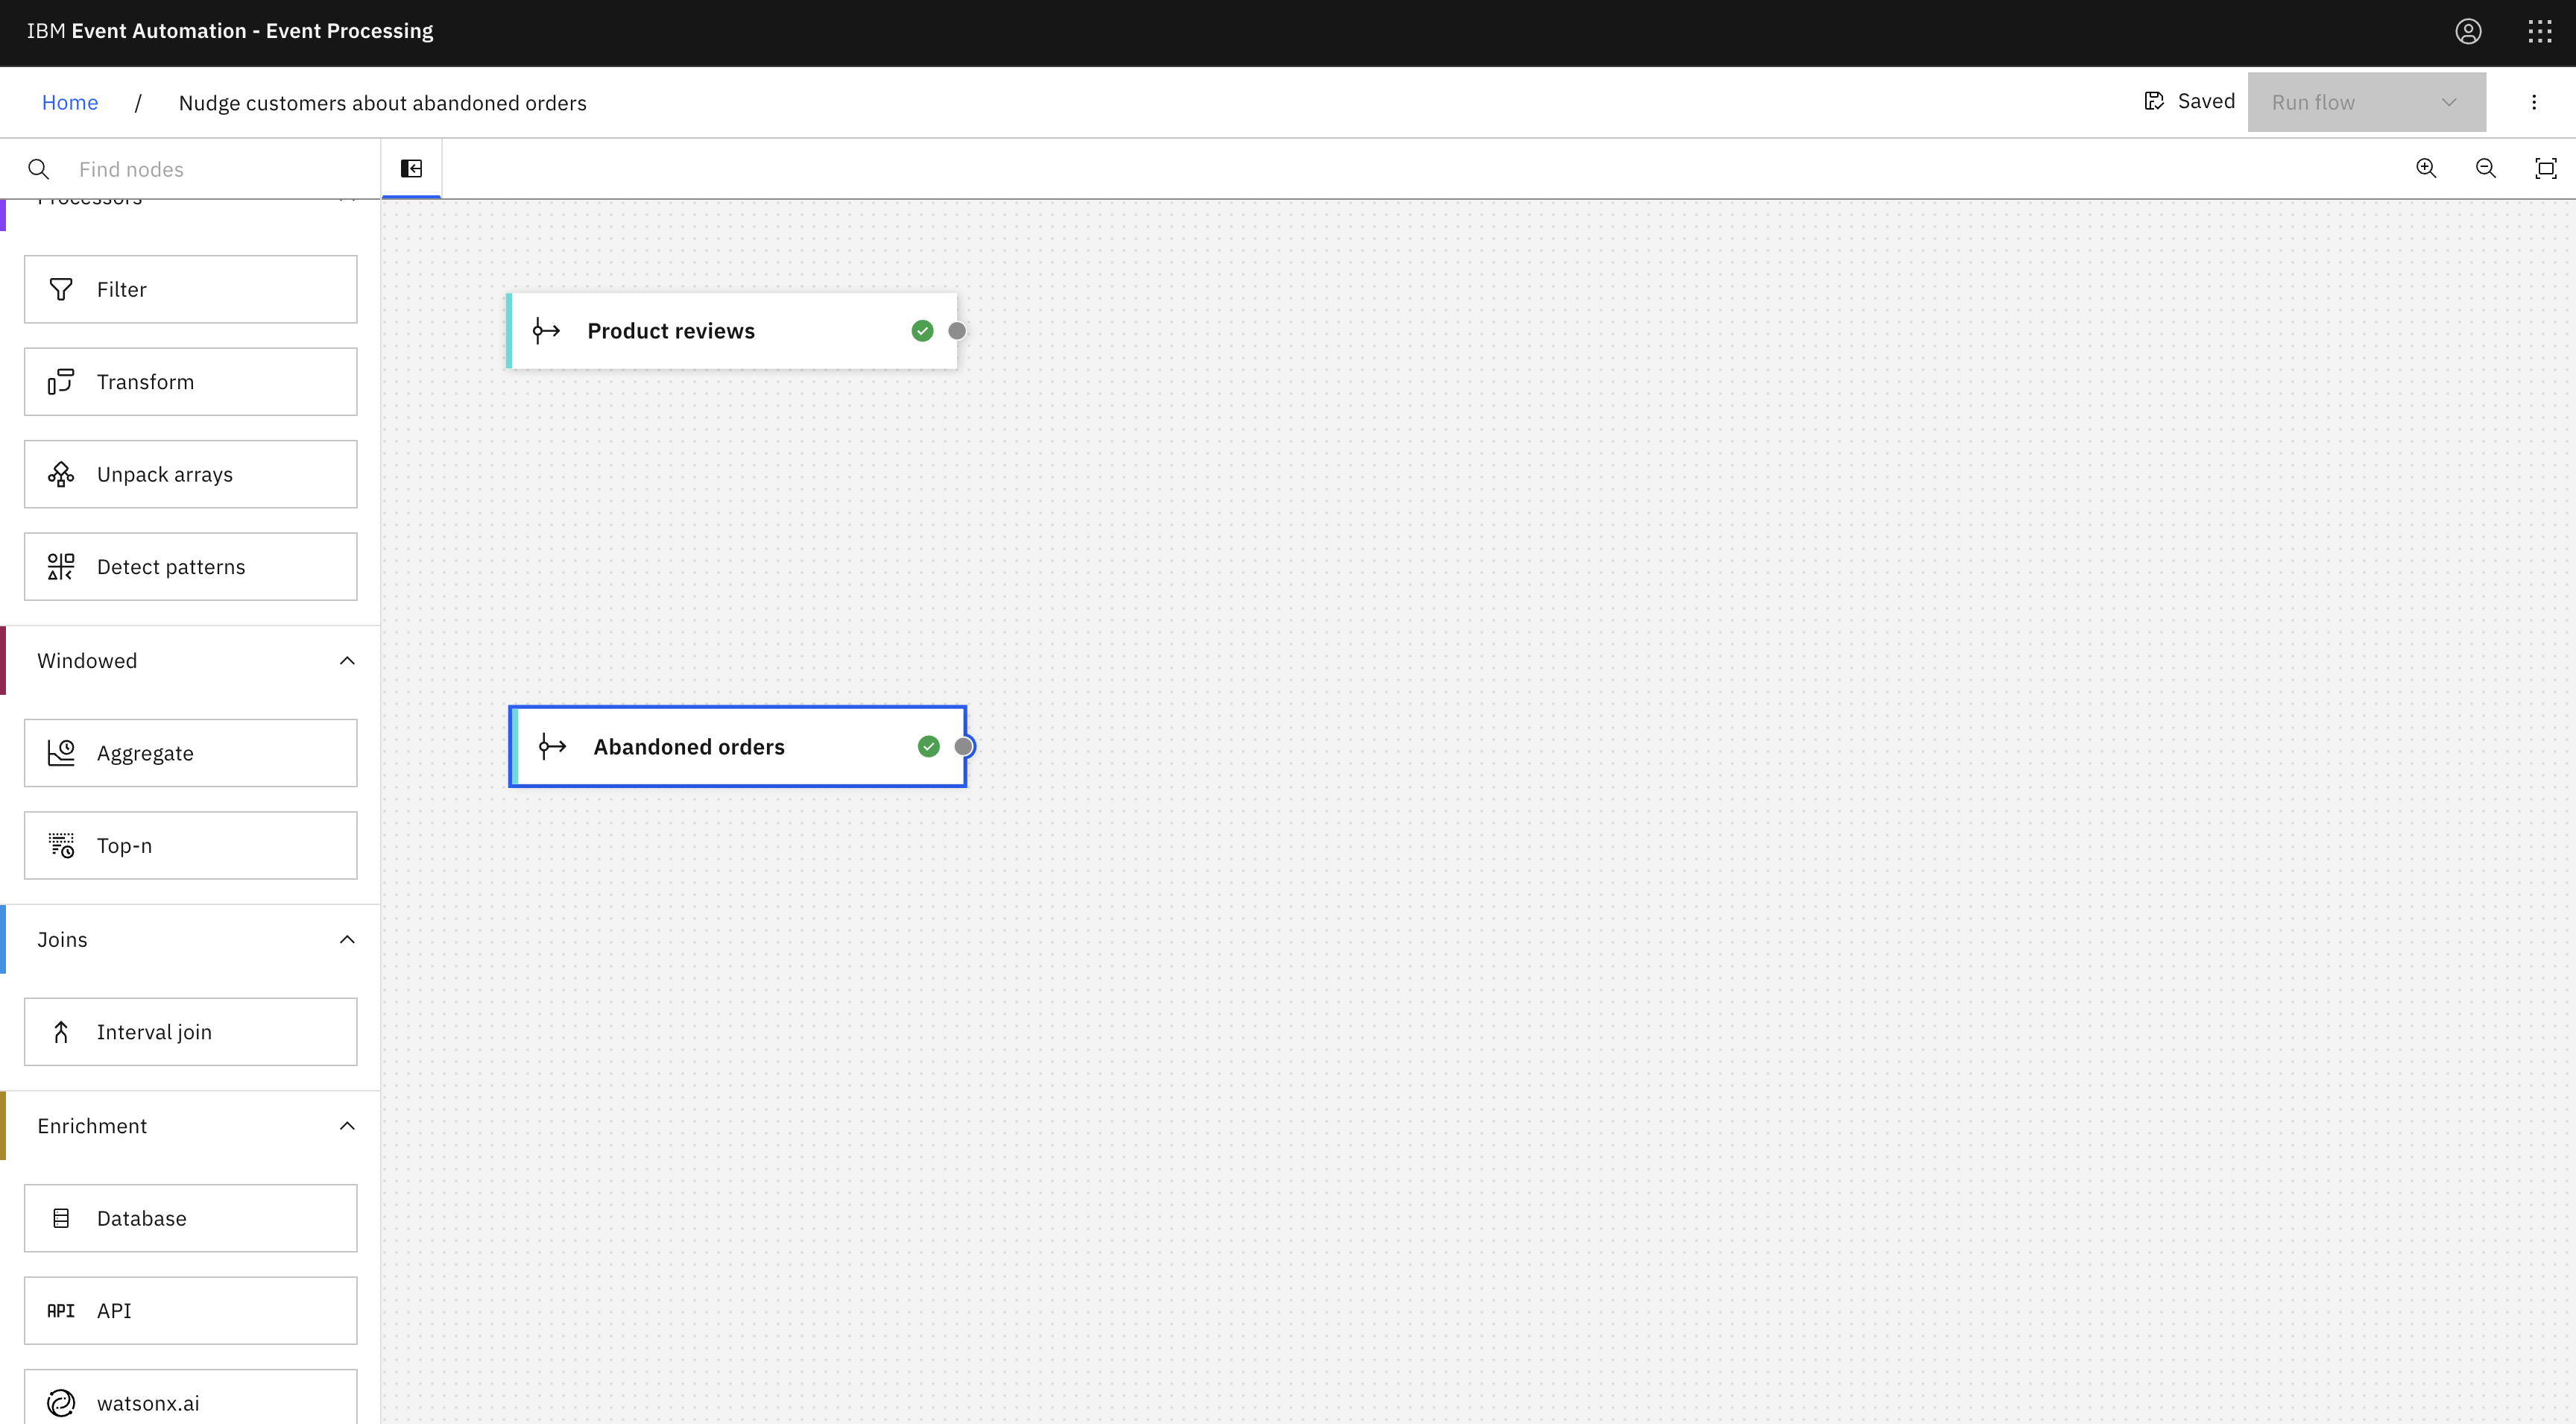 IBM Event Automation - Event Processing
Home / Nudge customers about abandoned orders
Saved
Run flow
Find nodes
Processors
Filter
Transform
Unpack arrays
Detect patterns
Windowed
Aggregate
Top-n
Joins
Interval join
Enrichment
Database
API API
watsonx.ai
Product reviews
Abandoned orders